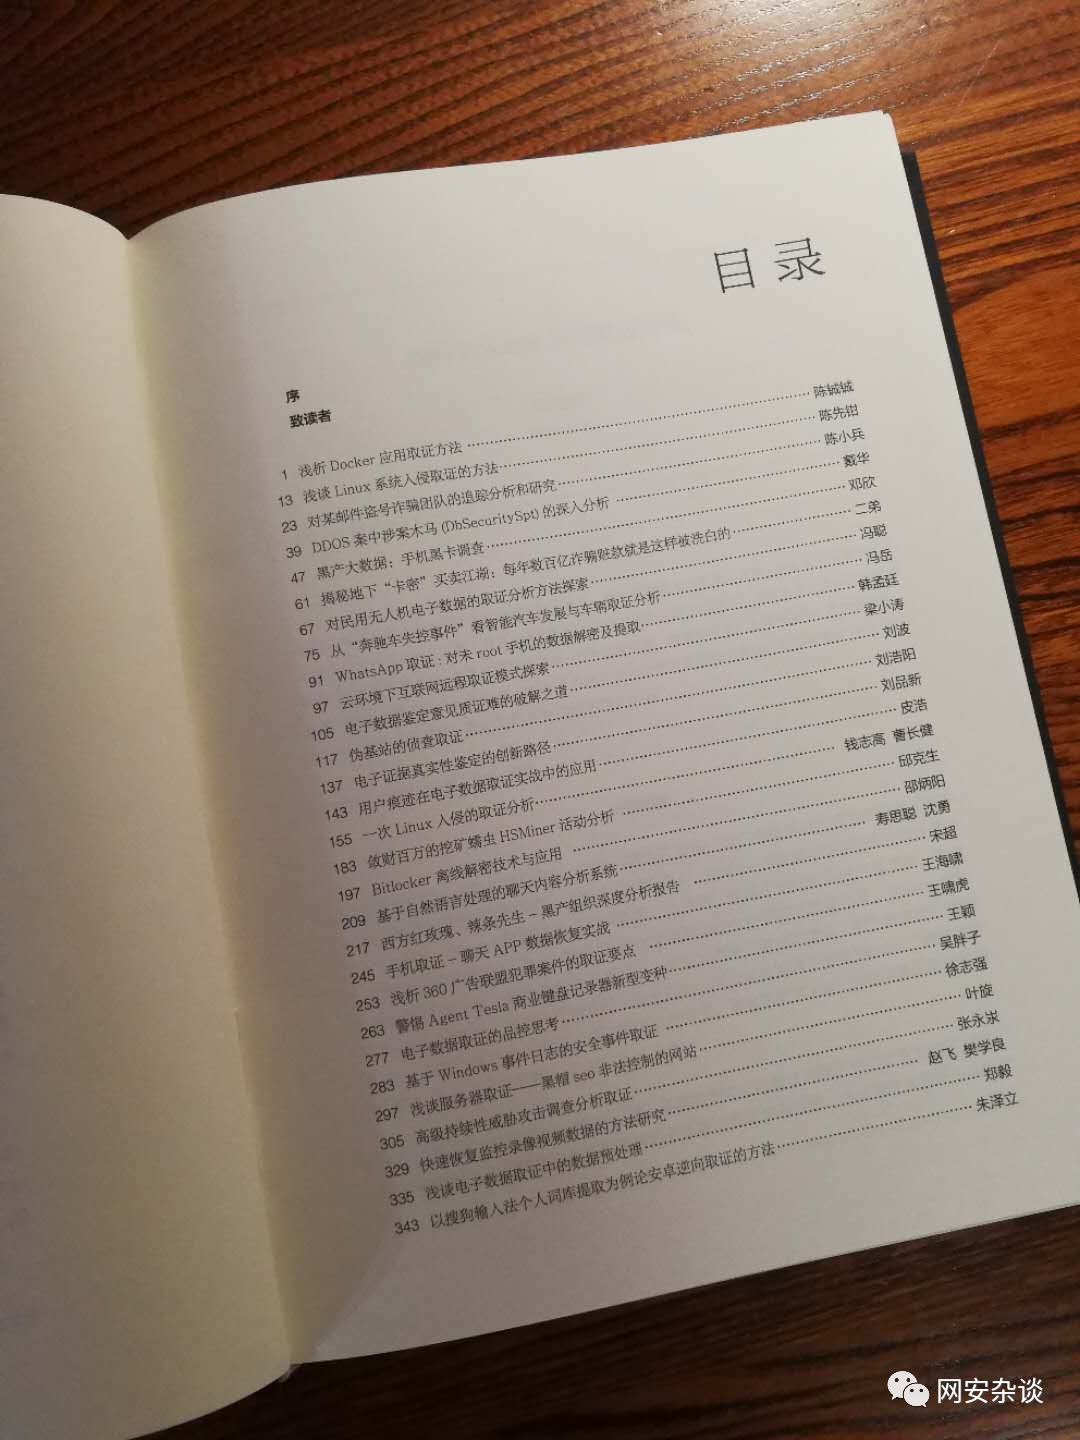 目录
序
致读者
1 浅析 Docker 应用取证方法 ········ 陈
13 浅谈 Linux 系统入侵取证的方法 ········ 陈先
23 对某邮件盗号诈骗团队的追踪分析和研究 ········ 陈小兵
39 DDOS 案中涉案木马 (DbSecuritySpt) 的深入分析 ········ 戴华
47 黑产大数据：手机黑卡调查 ········ 邓欣
61 揭秘地下“卡密”买卖江湖：每年数百亿诈骗赃款就是这样被洗白的 ········ 二弟
67 对民用无人机电子数据的取证分析方法探索 ········ 冯聪
75 从“奔驰车失控事件”看智能汽车发展与车辆取证分析 ········ 冯岳
91 WhatsApp 取证：对未 root 手机的数据解密及提取 ········ 韩孟廷
97 云环境下互联网远程取证模式探索 ········ 梁小涛
105 电子数据鉴定意见质证难的破解之道 ········ 刘波
117 伪基站的侦查取证 ········ 刘浩阳
137 电子证据真实性鉴定的创新路径 ········ 刘品新
143 用户痕迹在电子数据取证实战中的应用 ········ 皮浩
155 一次 Linux 入侵的取证分析 ········ 钱志高 曹长健
183 敛财百万的挖矿蠕虫 HSMiner 活动分析 ········ 邱克生
197 Bitlocker 离线解密技术与应用 ········ 邵炳阳
209 基于自然语言处理的聊天内容分析系统 ········ 寿思聪 沈勇
217 西方红玫瑰、辣条先生 – 黑产组织深度分析报告 ········ 宋超
245 手机取证 – 聊天 APP 数据恢复实战 ········ 王海啸
253 浅析 360 广告联盟犯罪案件的取证要点 ········ 王啸虎
263 警惕 Agent Tesla 商业键盘记录器新型变种 ········ 王颖
277 电子数据取证的品控思考 ········ 吴胖子
283 基于 Windows 事件日志的安全事件取证 ········ 徐志强
297 浅谈服务器取证——黑帽 seo 非法控制的网站 ········ 叶旋
305 高级持续性威胁攻击调查分析取证 ········ 张永
329 快速恢复监控录像视频数据的方法研究 ········ 赵飞 樊学良
335 浅谈电子数据取证中的数据预处理 ········ 郑毅
343 以搜狗输入法个人词库提取为例论安卓逆向取证的方法 ········ 朱泽立
网安杂谈